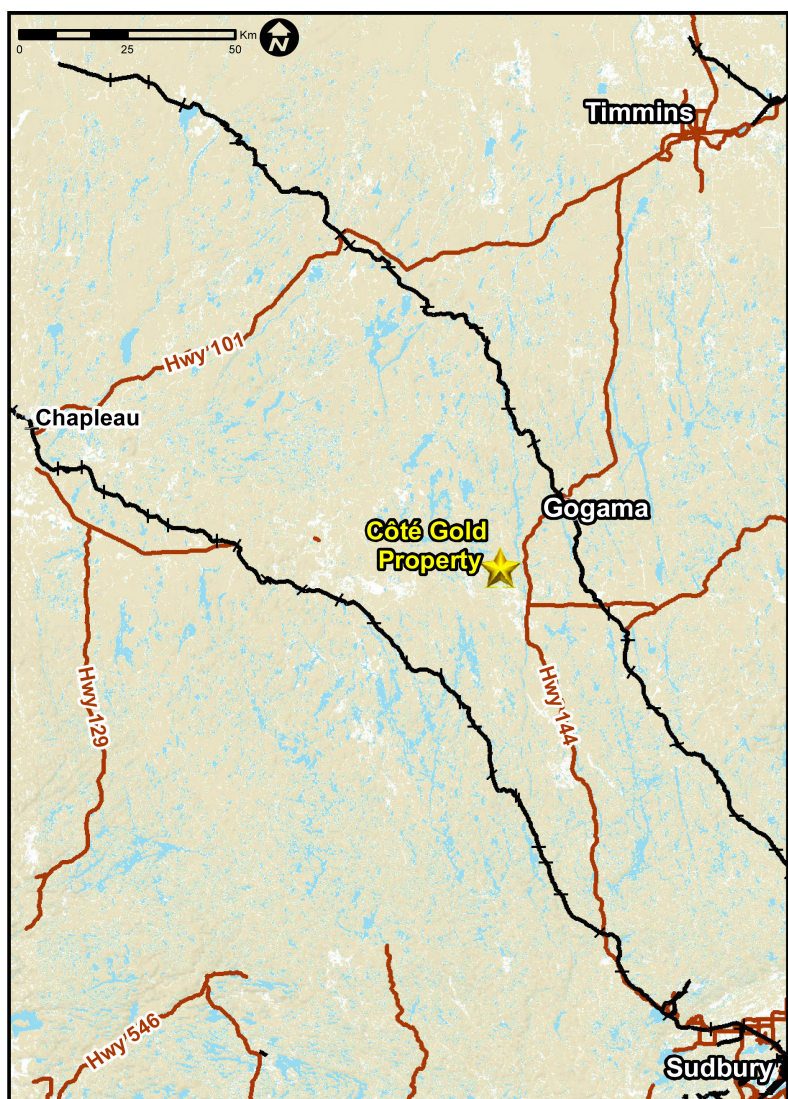 Km
0 25 50
N
Timmins
Hwy 101
Chapleau
Gogama
Côté Gold
Property
Hwy 129
Hwy 144
Hwy 546
Sudbury